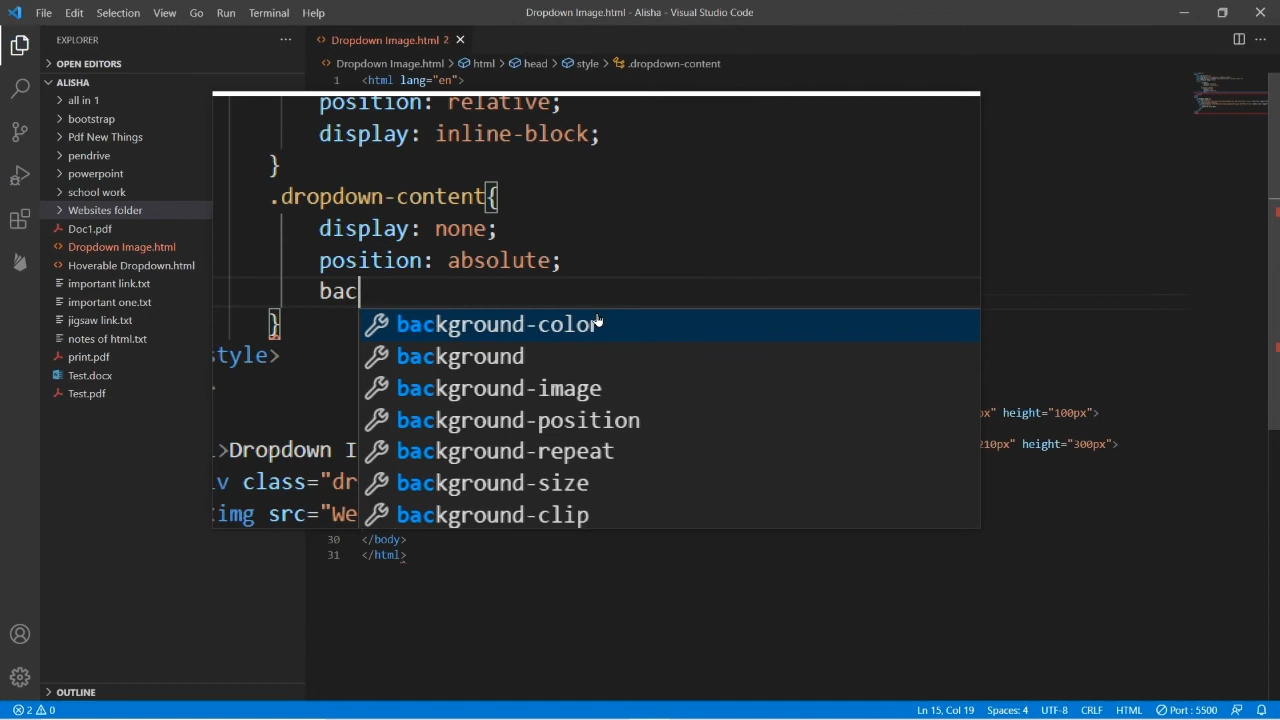 File Edit Selection View Go Run Terminal Help
Dropdown Image.html - Alisha - Visual Studio Code
EXPLORER
OPEN EDITORS
ALISHA
all in 1
bootstrap
Pdf New Things
pendrive
powerpoint
school work
Websites folder
Doc1.pdf
Dropdown Image.html
Hoverable Dropdown.html
important link.txt
important one.txt
jigsaw link.txt
notes of html.txt
print.pdf
Test.docx
Test.pdf
OUTLINE
Dropdown Image.html 2
Dropdown Image.html > html > head > style > .dropdown-content
1 <html lang="en">
position: relative;
display: inline-block;
}
.dropdown-content{
display: none;
position: absolute;
bac
background-color
background
background-image
background-position
background-repeat
background-size
background-clip
}
style>
>Dropdown I
v class="dr
img src="We
px" height="100px">
210px" height="300px">
30 </body>
31 </html>
2 0
Ln 15, Col 19 Spaces: 4 UTF-8 CRLF HTML Port : 5500